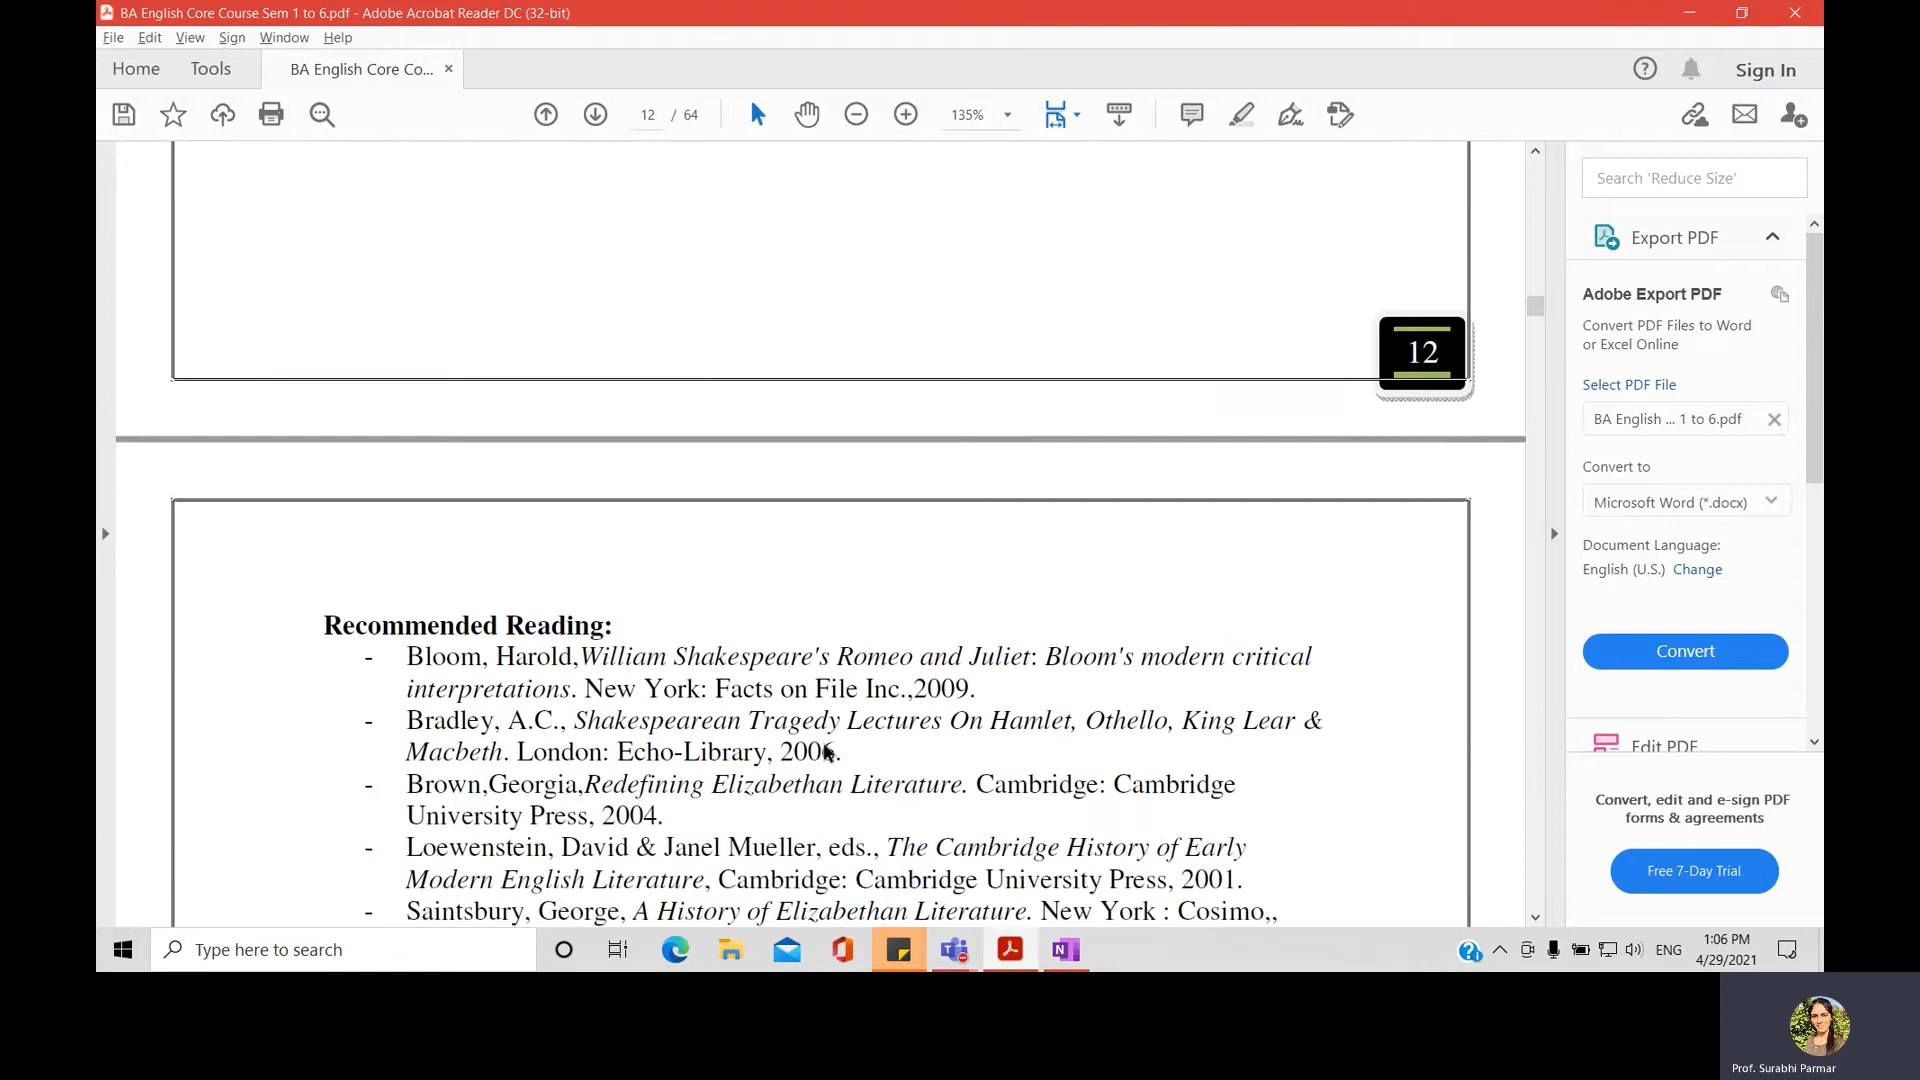 BA English Core Course Sem 1 to 6.pdf - Adobe Acrobat Reader DC (32-bit)
File Edit View Sign Window Help
Home Tools BA English Core Co... × Sign In
12 / 64 135%
Search 'Reduce Size'
Export PDF
Adobe Export PDF
Convert PDF Files to Word
or Excel Online
Select PDF File
BA English ... 1 to 6.pdf
Convert to
Microsoft Word (*.docx)
Document Language:
English (U.S.) Change
Convert
Edit PDF
Convert, edit and e-sign PDF
forms & agreements
Free 7-Day Trial
12
Recommended Reading:
- Bloom, Harold,William Shakespeare's Romeo and Juliet: Bloom's modern critical
interpretations. New York: Facts on File Inc.,2009.
- Bradley, A.C., Shakespearean Tragedy Lectures On Hamlet, Othello, King Lear &
Macbeth. London: Echo-Library, 2006.
- Brown,Georgia,Redefining Elizabethan Literature. Cambridge: Cambridge
University Press, 2004.
- Loewenstein, David & Janel Mueller, eds., The Cambridge History of Early
Modern English Literature, Cambridge: Cambridge University Press, 2001.
- Saintsbury, George, A History of Elizabethan Literature. New York : Cosimo,,
Type here to search
ENG
1:06 PM
4/29/2021
Prof. Surabhi Parmar